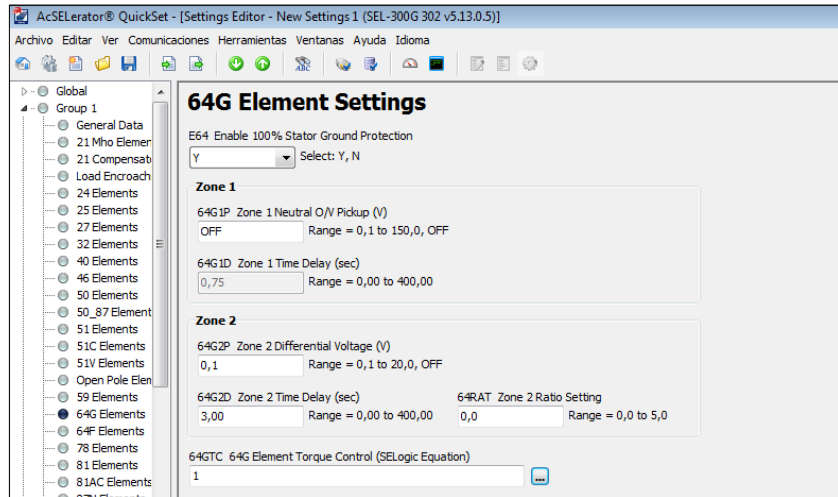 AcSELerator® QuickSet - [Settings Editor - New Settings 1 (SEL-300G 302 v5.13.0.5)]
Archivo Editar Ver Comunicaciones Herramientas Ventanas Ayuda Idioma
Global
Group 1
General Data
21 Mho Elemen
21 Compensat
Load Encroach
24 Elements
25 Elements
27 Elements
32 Elements
40 Elements
46 Elements
50 Elements
50_87 Element
51 Elements
51C Elements
51V Elements
Open Pole Elen
59 Elements
64G Elements
64F Elements
78 Elements
81 Elements
81AC Elements
64G Element Settings
E64 Enable 100% Stator Ground Protection
Y Select: Y, N
Zone 1
64G1P Zone 1 Neutral O/V Pickup (V)
OFF Range = 0,1 to 150,0, OFF
64G1D Zone 1 Time Delay (sec)
0,75 Range = 0,00 to 400,00
Zone 2
64G2P Zone 2 Differential Voltage (V)
0,1 Range = 0,1 to 20,0, OFF
64G2D Zone 2 Time Delay (sec) 64RAT Zone 2 Ratio Setting
3,00 Range = 0,00 to 400,00 0,0 Range = 0,0 to 5,0
64GTC 64G Element Torque Control (SELogic Equation)
1 ...